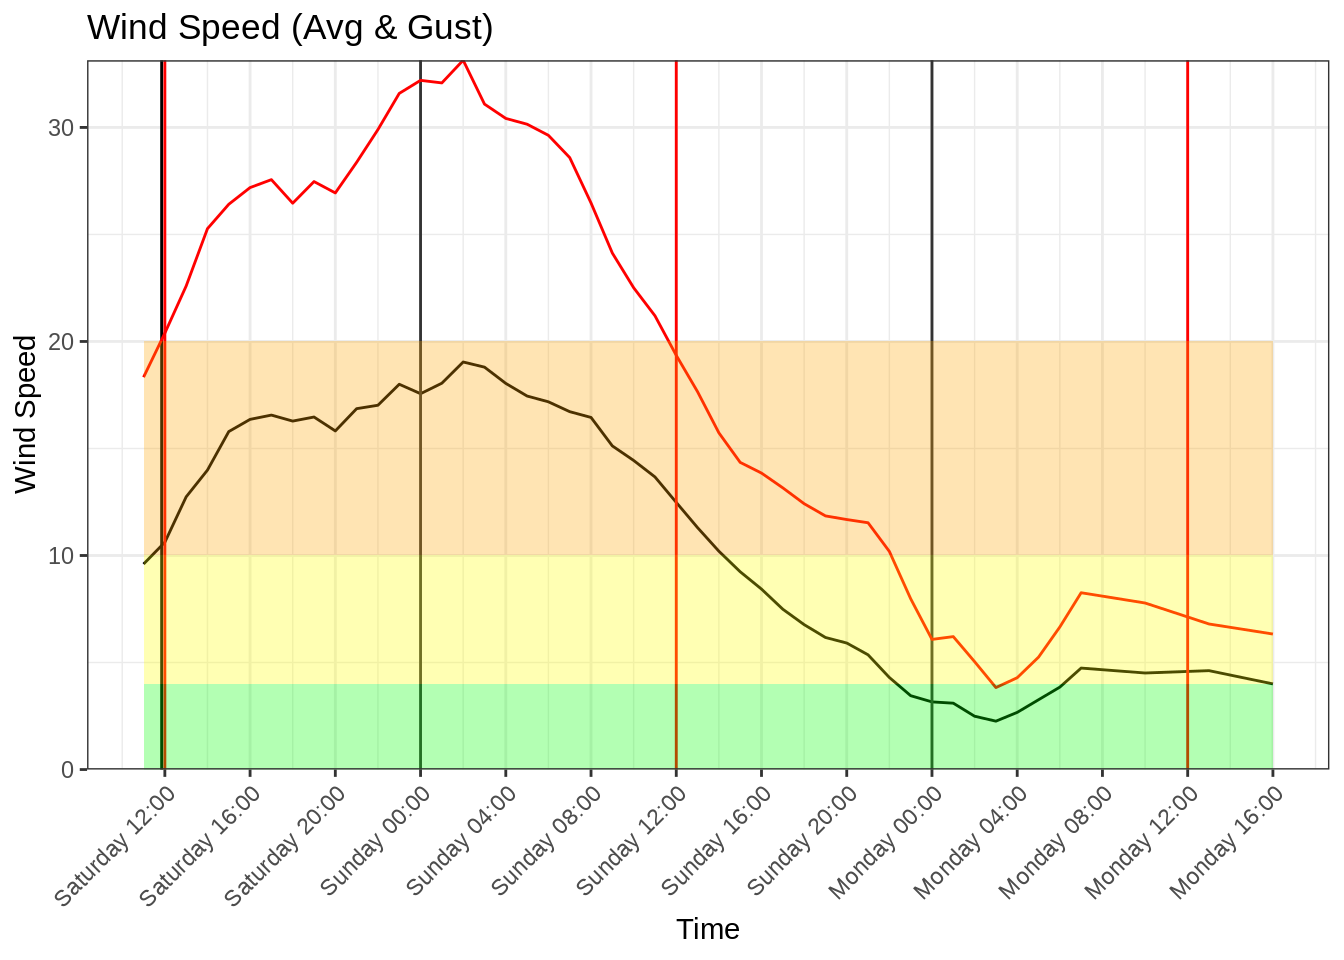 Wind Speed (Avg & Gust)
Wind Speed
30
20
10
0
Saturday 12:00
Saturday 16:00
Saturday 20:00
Sunday 00:00
Sunday 04:00
Sunday 08:00
Sunday 12:00
Sunday 16:00
Sunday 20:00
Monday 00:00
Monday 04:00
Monday 08:00
Monday 12:00
Monday 16:00
Time